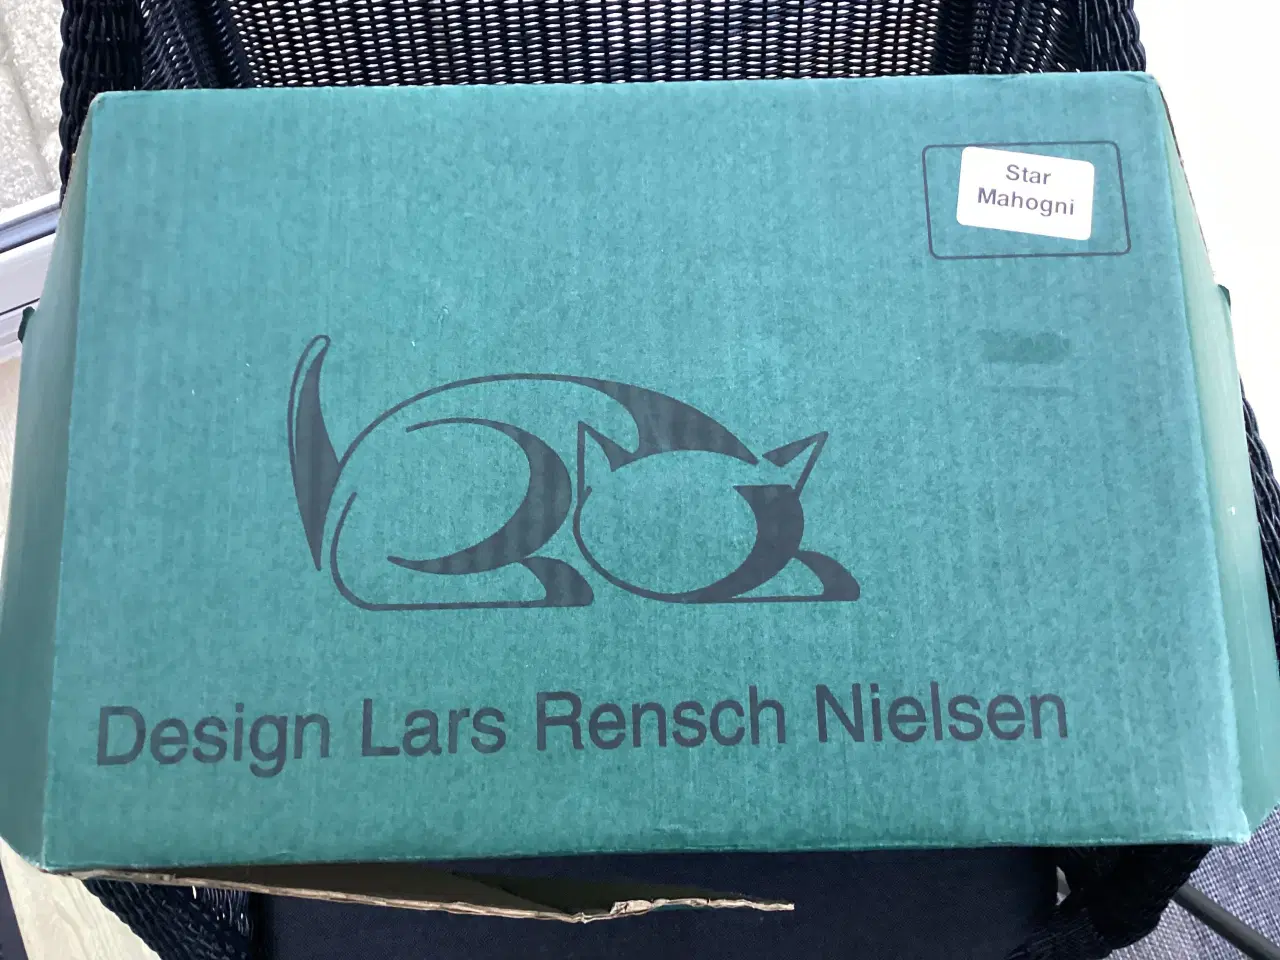 Star
Mahogni
Design Lars Rensch Nielsen